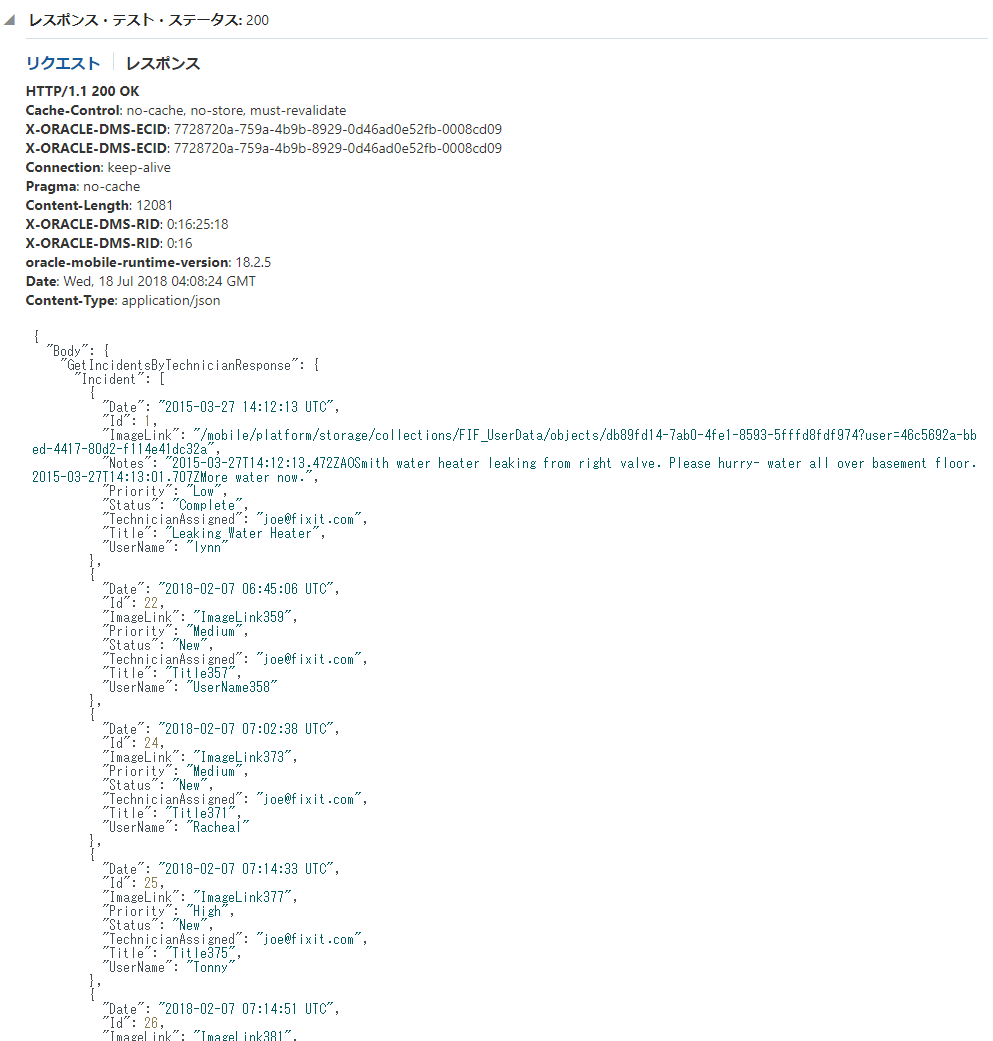 レスポンス・テスト・ステータス: 200
リクエスト レスポンス
HTTP/1.1 200 OK
Cache-Control: no-cache, no-store, must-revalidate
X-ORACLE-DMS-ECID: 7728720a-759a-4b9b-8929-0d46ad0e52fb-0008cd09
X-ORACLE-DMS-ECID: 7728720a-759a-4b9b-8929-0d46ad0e52fb-0008cd09
Connection: keep-alive
Pragma: no-cache
Content-Length: 12081
X-ORACLE-DMS-RID: 0:16:25:18
X-ORACLE-DMS-RID: 0:16
oracle-mobile-runtime-version: 18.2.5
Date: Wed, 18 Jul 2018 04:08:24 GMT
Content-Type: application/json
{
"Body": {
"GetIncidentsByTechnicianResponse": {
"Incident": [
{
"Date": "2015-03-27 14:12:13 UTC",
"Id": 1,
"ImageLink": "/mobile/platform/storage/collections/FIF_UserData/objects/db89fd14-7ab0-4fe1-8593-5fffd8fdf974?user=46c5692a-bb
ed-4417-80d2-f114e41dc32a",
"Notes": "2015-03-27T14:12:13.472ZAOSmith water heater leaking from right valve. Please hurry- water all over basement floor.
2015-03-27T14:13:01.707ZMore water now.",
"Priority": "Low",
"Status": "Complete",
"TechnicianAssigned": "joe@fixit.com",
"Title": "Leaking Water Heater",
"UserName": "lynn"
},
{
"Date": "2018-02-07 06:45:06 UTC",
"Id": 22,
"ImageLink": "ImageLink359",
"Priority": "Medium",
"Status": "New",
"TechnicianAssigned": "joe@fixit.com",
"Title": "Title357",
"UserName": "UserName358"
},
{
"Date": "2018-02-07 07:02:38 UTC",
"Id": 24,
"ImageLink": "ImageLink373",
"Priority": "Medium",
"Status": "New",
"TechnicianAssigned": "joe@fixit.com",
"Title": "Title371",
"UserName": "Racheal"
},
{
"Date": "2018-02-07 07:14:33 UTC",
"Id": 25,
"ImageLink": "ImageLink377",
"Priority": "High",
"Status": "New",
"TechnicianAssigned": "joe@fixit.com",
"Title": "Title375",
"UserName": "Tonny"
},
{
"Date": "2018-02-07 07:14:51 UTC",
"Id": 26,
"ImageLink": "ImageLink381",